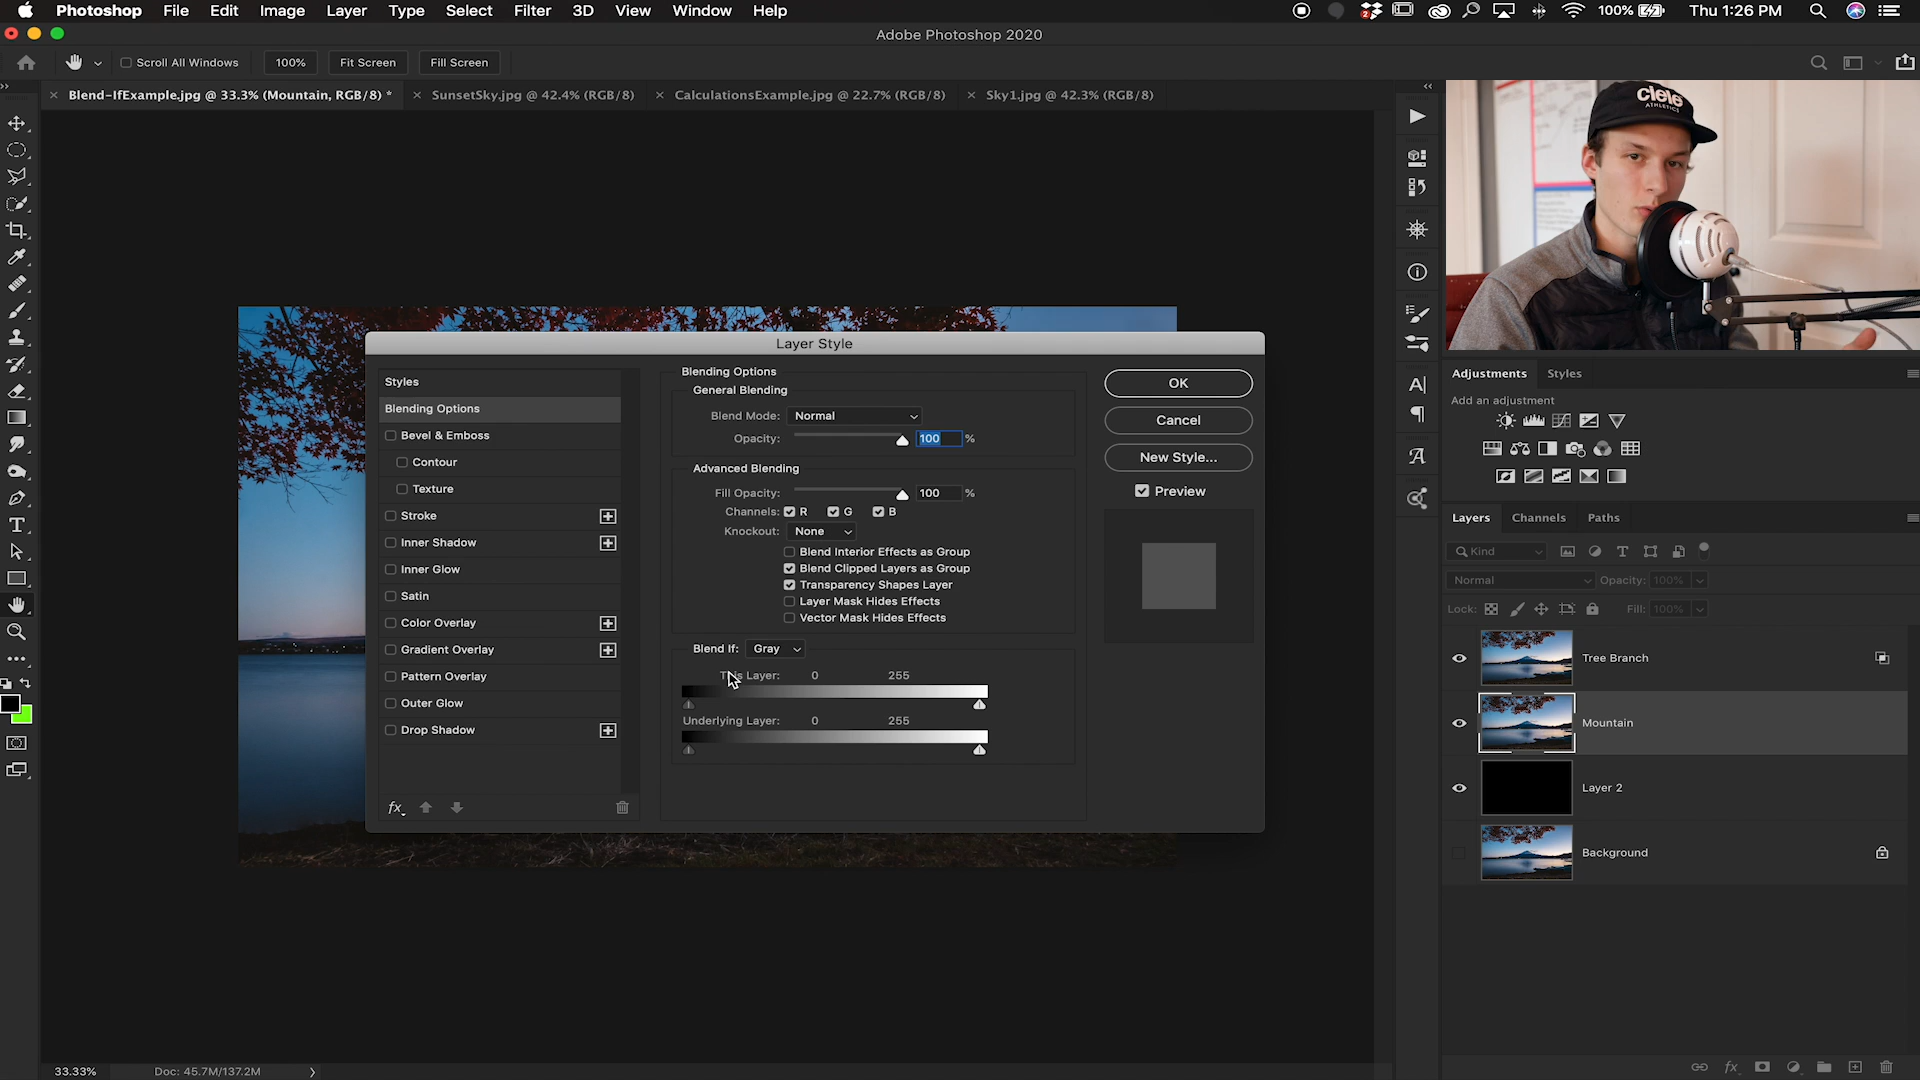 Photoshop File Edit Image Layer Type Select Filter 3D View Window Help
2
100%
Thu 1:26 PM
Adobe Photoshop 2020
Scroll All Windows
100%
Fit Screen
Fill Screen
Blend-IfExample.jpg @ 33.3% (Mountain, RGB/8) *
SunsetSky.jpg @ 42.4% (RGB/8)
CalculationsExample.jpg @ 22.7% (RGB/8)
Sky1.jpg @ 42.3% (RGB/8)
ciele
ATHLETICS
Layer Style
Styles
Blending Options
Bevel & Emboss
Contour
Texture
Stroke
Inner Shadow
Inner Glow
Satin
Color Overlay
Gradient Overlay
Pattern Overlay
Outer Glow
Drop Shadow
fx
Blending Options
General Blending
Blend Mode: Normal
Opacity: 100 %
Advanced Blending
Fill Opacity: 100 %
Channels: R G B
Knockout: None
Blend Interior Effects as Group
Blend Clipped Layers as Group
Transparency Shapes Layer
Layer Mask Hides Effects
Vector Mask Hides Effects
Blend If: Gray
Layer: 0 255
Underlying Layer: 0 255
OK
Cancel
New Style...
Preview
Adjustments Styles
Add an adjustment
Layers Channels Paths
Kind
Normal Opacity: 100%
Lock: Fill: 100%
Tree Branch
Mountain
Layer 2
Background
fx
33.33% Doc: 45.7M/137.2M